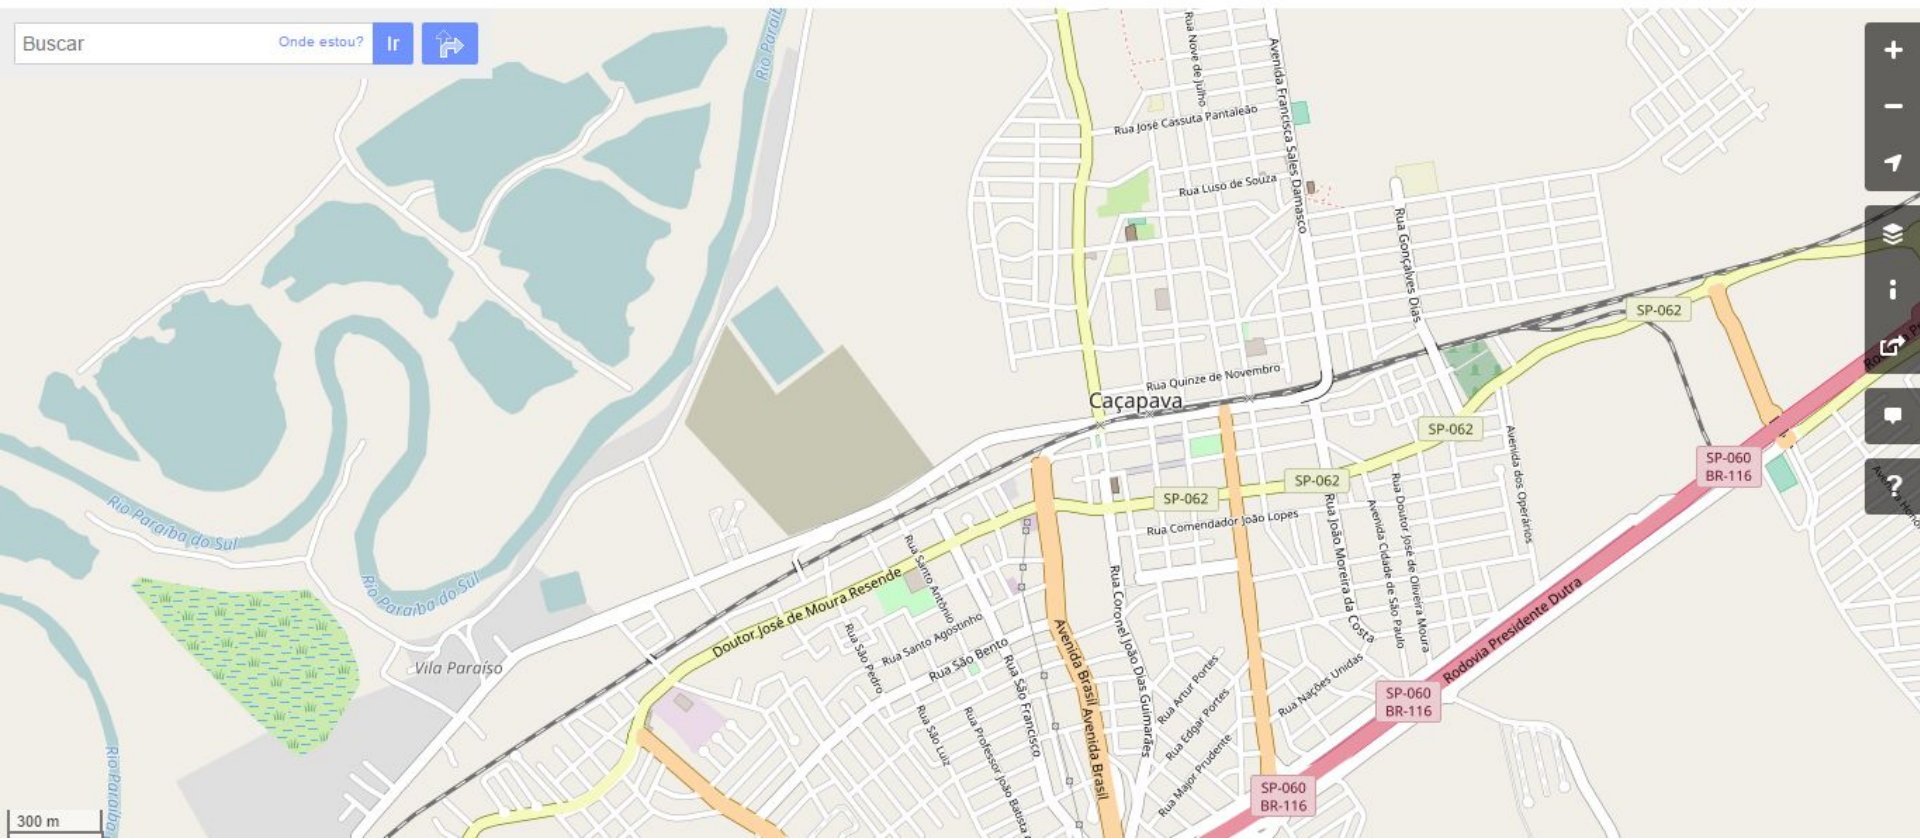 Buscar
Onde estou?
Ir
Rio Paraíb
Rua Nove de Julho
Avenida Francisca Sales Damasco
Rua José Cassuta Pantaleão
Rua Luso de Souza
Rua Gonçalves Dias
SP-062
Rua Quinze de Novembro
Caçapava
SP-062
Avenida dos Operários
SP-060
BR-116
SP-062
SP-062
Rio Paraíba do Sul
Rua Comendador João Lopes
Rua João Moreira da Costa
Avenida Cidade de São Paulo
Rua Doutor José de Oliveira Moura
Rio Paraíba do Sul
Rua Santo Antônio
Doutor José de Moura Resende
Rua Coronel João Dias Guimarães
Rodovia Presidente Dutra
Vila Paraíso
Rua São Pedro
Rua Santo Agostinho
Rua São Bento
Rua São Francisco
Avenida Brasil
Avenida Brasil
Rua Artur Portes
Rua Edgar Portes
Rua Major Prudente
Rua Nações Unidas
SP-060
BR-116
Rua São Luiz
Rua Professor João Batista
Rio Paraíba
SP-060
BR-116
300 m